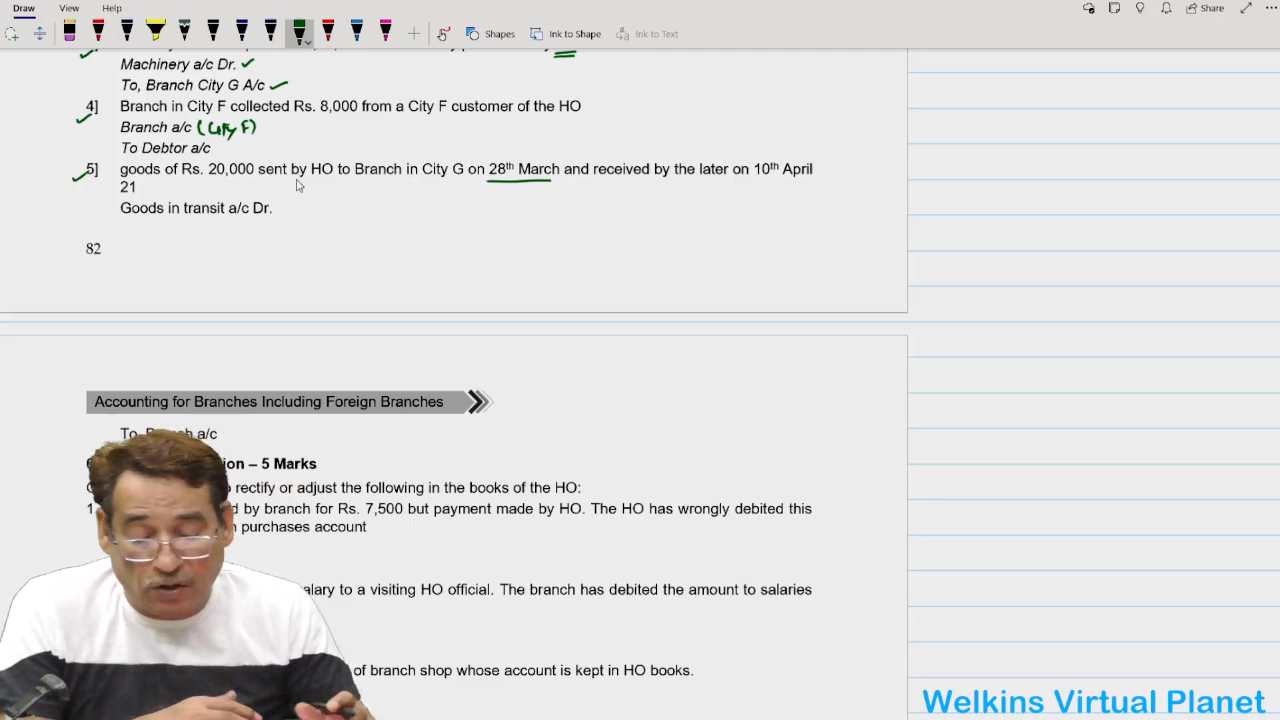 Draw View Help
Share
Shapes Ink to Shape Ink to Text
Machinery a/c Dr.
To, Branch City G A/c
4] Branch in City F collected Rs. 8,000 from a City F customer of the HO
Branch a/c (City F)
To Debtor a/c
5] goods of Rs. 20,000 sent by HO to Branch in City G on 28th March and received by the later on 10th April
21
Goods in transit a/c Dr.
82
Accounting for Branches Including Foreign Branches
To, a/c
– 5 Marks
rectify or adjust the following in the books of the HO:
1 by branch for Rs. 7,500 but payment made by HO. The HO has wrongly debited this
purchases account
to a visiting HO official. The branch has debited the amount to salaries
of branch shop whose account is kept in HO books.
Welkins Virtual Planet